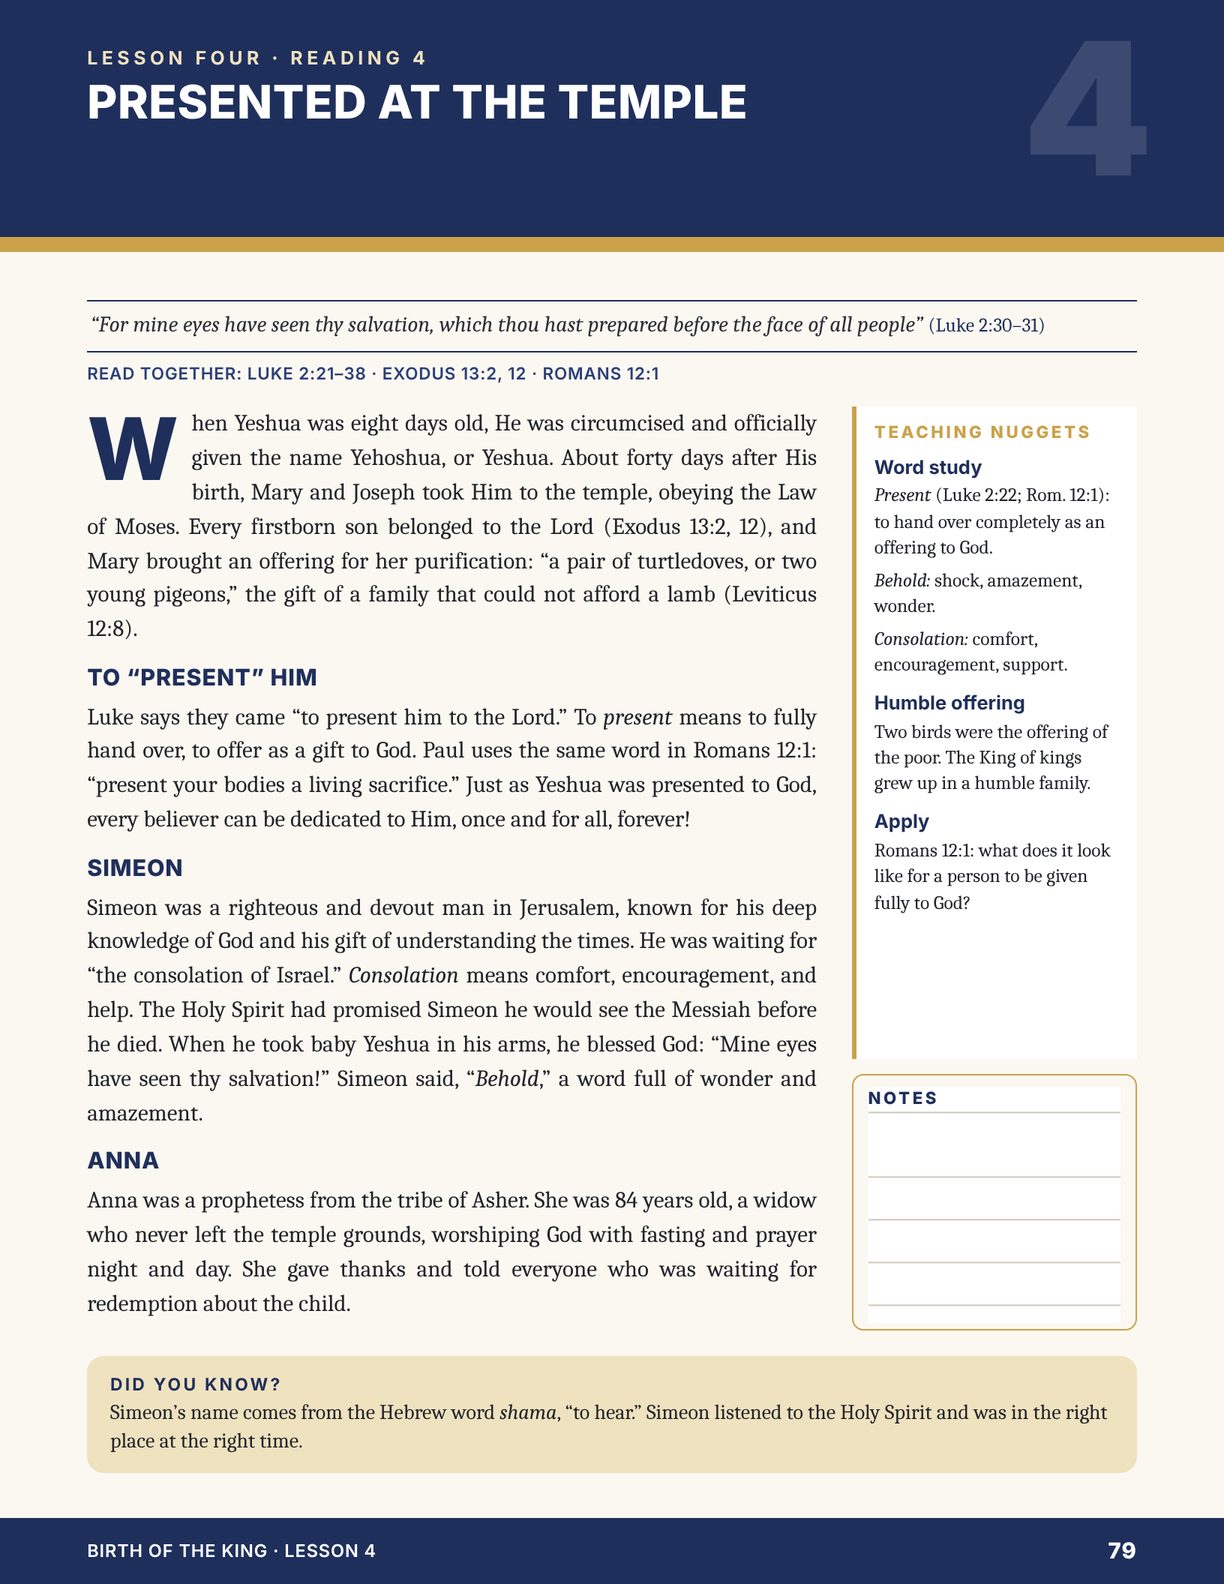 LESSON FOUR · READING 4
PRESENTED AT THE TEMPLE
4
“For mine eyes have seen thy salvation, which thou hast prepared before the face of all people” (Luke 2:30–31)
READ TOGETHER: LUKE 2:21–38 · EXODUS 13:2, 12 · ROMANS 12:1
When Yeshua was eight days old, He was circumcised and officially
given the name Yehoshua, or Yeshua. About forty days after His
birth, Mary and Joseph took Him to the temple, obeying the Law
of Moses. Every firstborn son belonged to the Lord (Exodus 13:2, 12), and
Mary brought an offering for her purification: “a pair of turtledoves, or two
young pigeons,” the gift of a family that could not afford a lamb (Leviticus
12:8).
TO “PRESENT” HIM
Luke says they came “to present him to the Lord.” To present means to fully
hand over, to offer as a gift to God. Paul uses the same word in Romans 12:1:
“present your bodies a living sacrifice.” Just as Yeshua was presented to God,
every believer can be dedicated to Him, once and for all, forever!
SIMEON
Simeon was a righteous and devout man in Jerusalem, known for his deep
knowledge of God and his gift of understanding the times. He was waiting for
“the consolation of Israel.” Consolation means comfort, encouragement, and
help. The Holy Spirit had promised Simeon he would see the Messiah before
he died. When he took baby Yeshua in his arms, he blessed God: “Mine eyes
have seen thy salvation!” Simeon said, “Behold,” a word full of wonder and
amazement.
ANNA
Anna was a prophetess from the tribe of Asher. She was 84 years old, a widow
who never left the temple grounds, worshiping God with fasting and prayer
night and day. She gave thanks and told everyone who was waiting for
redemption about the child.
TEACHING NUGGETS
Word study
Present (Luke 2:22; Rom. 12:1):
to hand over completely as an
offering to God.
Behold: shock, amazement,
wonder.
Consolation: comfort,
encouragement, support.
Humble offering
Two birds were the offering of
the poor. The King of kings
grew up in a humble family.
Apply
Romans 12:1: what does it look
like for a person to be given
fully to God?
NOTES
DID YOU KNOW?
Simeon’s name comes from the Hebrew word shama, “to hear.” Simeon listened to the Holy Spirit and was in the right
place at the right time.
BIRTH OF THE KING · LESSON 4
79